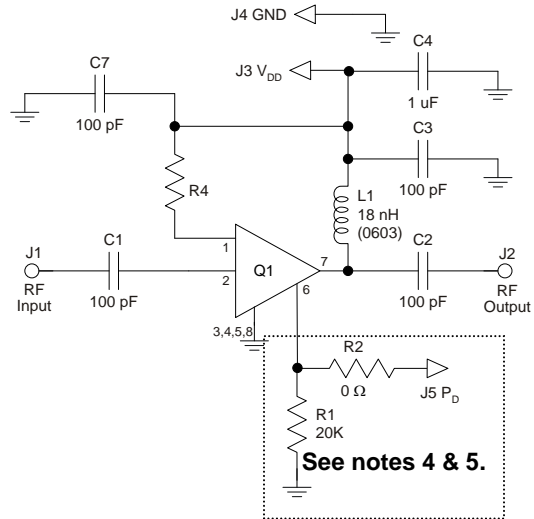 J4 GND
C4
J3 V_DD
1 uF
C7
100 pF
C3
100 pF
R4
L1
18 nH
(0603)
J1
RF
Input
C1
100 pF
1
2
Q1
7
6
3,4,5,8
C2
100 pF
J2
RF
Output
R2
0 Ω
J5 P_D
R1
20K
See notes 4 & 5.